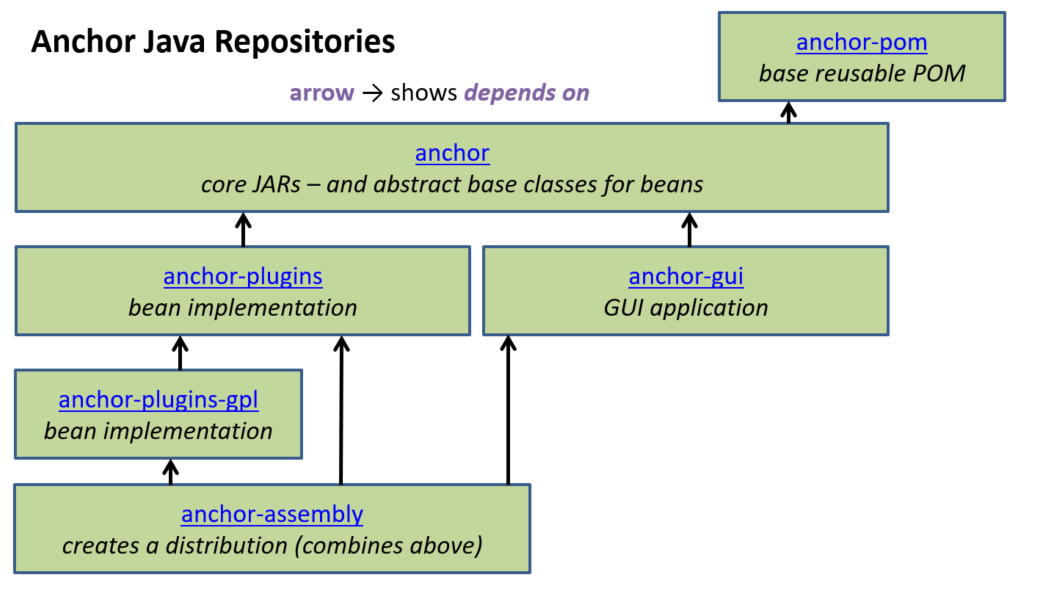 Anchor Java Repositories
anchor-pom
base reusable POM
arrow → shows depends on
anchor
core JARs – and abstract base classes for beans
anchor-plugins
bean implementation
anchor-gui
GUI application
anchor-plugins-gpl
bean implementation
anchor-assembly
creates a distribution (combines above)